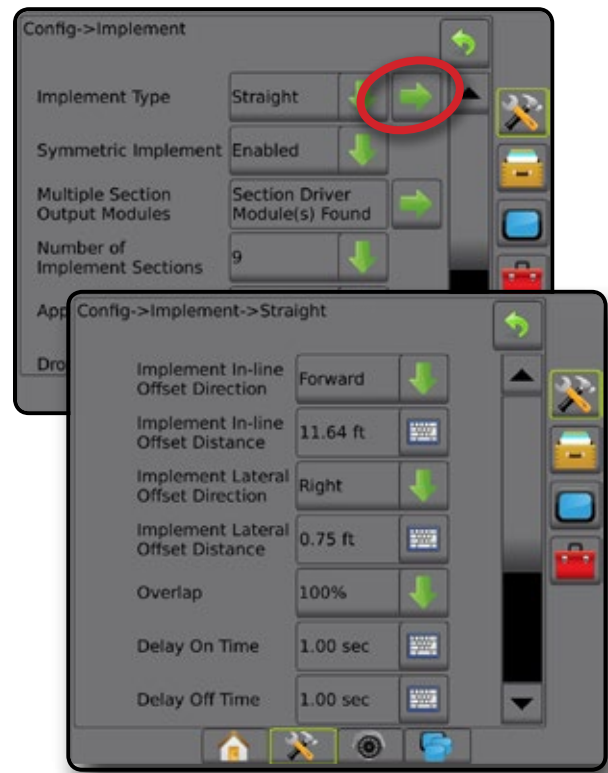 Config->Implement
Implement Type Straight
Symmetric Implement Enabled
Multiple Section Section Driver
Output Modules Module(s) Found
Number of
Implement Sections 9
App
Dro
Config->Implement->Straight
Implement In-line
Offset Direction Forward
Implement In-line
Offset Distance 11.64 ft
Implement Lateral
Offset Direction Right
Implement Lateral
Offset Distance 0.75 ft
Overlap 100%
Delay On Time 1.00 sec
Delay Off Time 1.00 sec